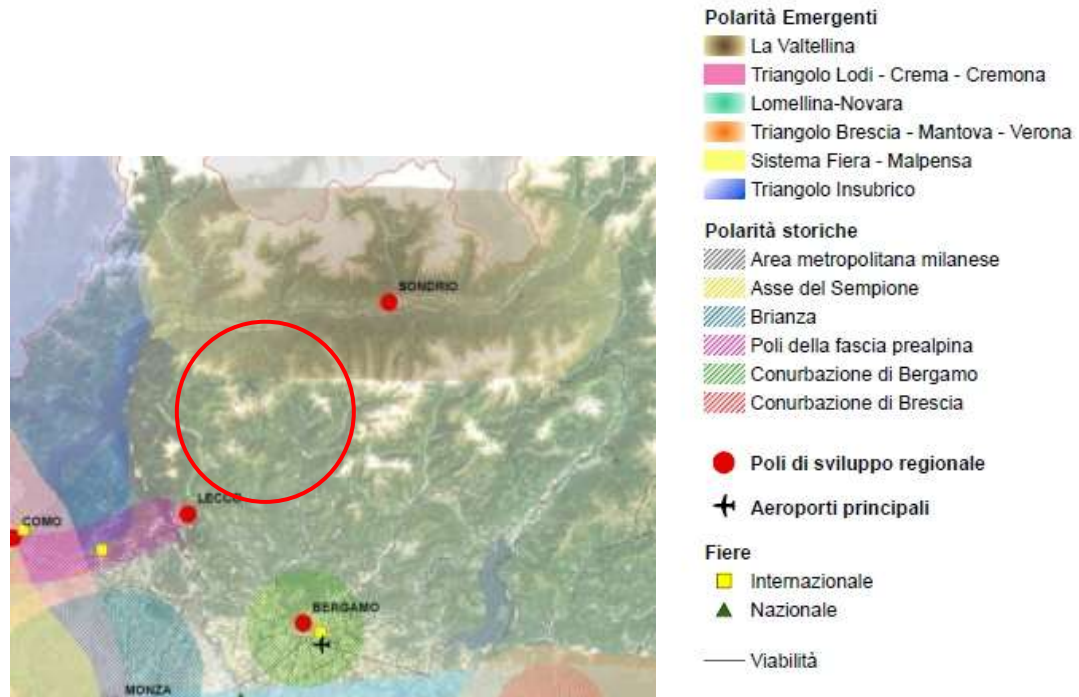 Polarità Emergenti
La Valtellina
Triangolo Lodi - Crema - Cremona
Lomellina-Novara
Triangolo Brescia - Mantova - Verona
Sistema Fiera - Malpensa
Triangolo Insubrico
Polarità storiche
Area metropolitana milanese
Asse del Sempione
Brianza
Poli della fascia prealpina
Conurbazione di Bergamo
Conurbazione di Brescia
Poli di sviluppo regionale
Aeroporti principali
Fiere
Internazionale
Nazionale
Viabilità
SONDRIO
LECCO
COMO
BERGAMO
MONZA